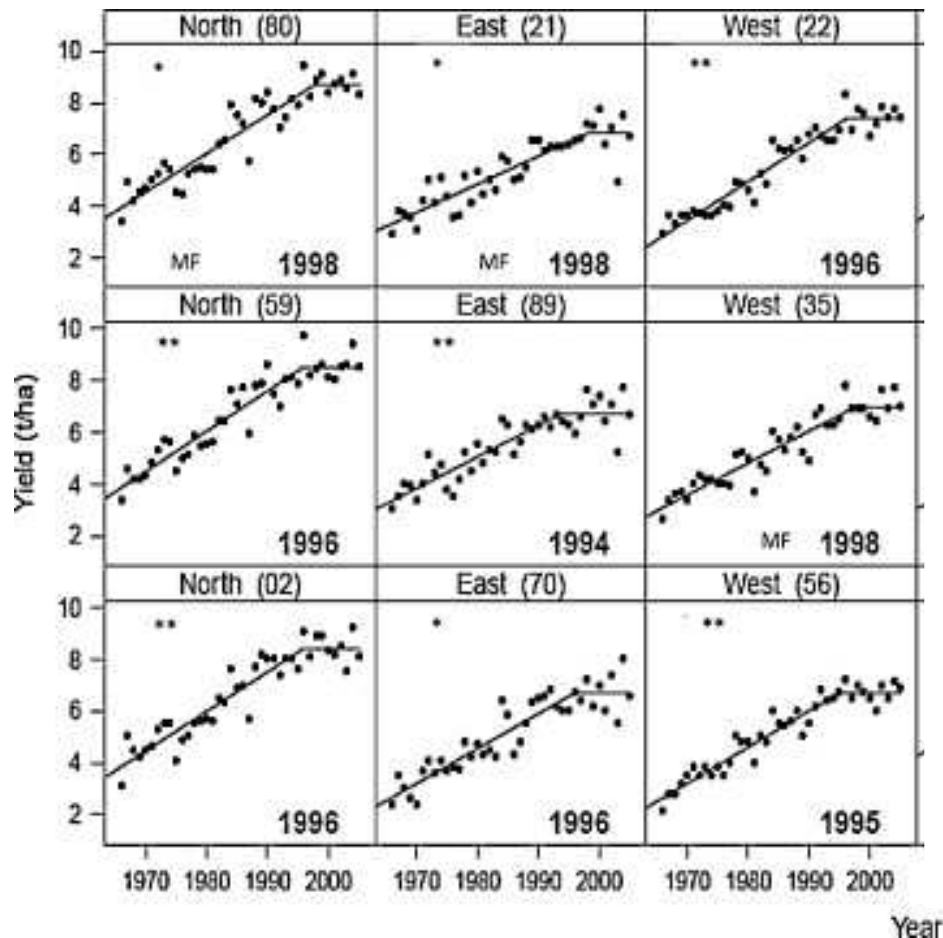 North (80) East (21) West (22)
10
8
6
4
2
* * **
MF 1998 MF 1998 1996
North (59) East (89) West (35)
10
8
6
4
2
** **
1996 1994 MF 1998
North (02) East (70) West (56)
10
8
6
4
2
** * **
1996 1996 1995
Yield (t/ha)
1970 1980 1990 2000 1970 1980 1990 2000 1970 1980 1990 2000
Year